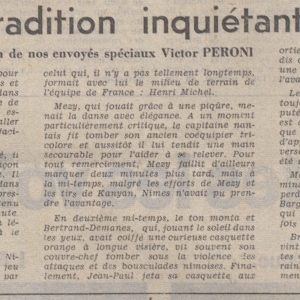 radition inquiétant
n de nos envoyés spéciaux Victor PERONI
celui qui, il n'y a pas tellement longtemps,
formait avec lui le milieu de terrain de
l'équipe de France : Henri Michel.
Mezy, qui jouait grâce à une piqûre, me-
nait la danse avec élégance. A un moment
particulièrement critique, le capitaine nan-
tais fit tomber son ancien coéquipier tri-
colore et aussitôt il lui tendit une main
secourable pour l'aider à se relever. Pour
tout remerciement, Mezy faillit d'ailleurs
marquer deux minutes plus tard, mais à
la mi-temps, malgré les efforts de Mezy et
les tirs de Kanyan, Nîmes n'avait pu pren-
dre l'avantage.
En deuxième mi-temps, le ton monta et
Bertrand-Demanes, qui, jouant le soleil dans
les yeux, avait coiffé une curieuse casquette
orange à longue visière, vit souvent son
couvre-chef tomber sous la violence des
attaques et des bousculades nîmoises. Fina-
lement, Jean-Paul jeta sa casquette aux